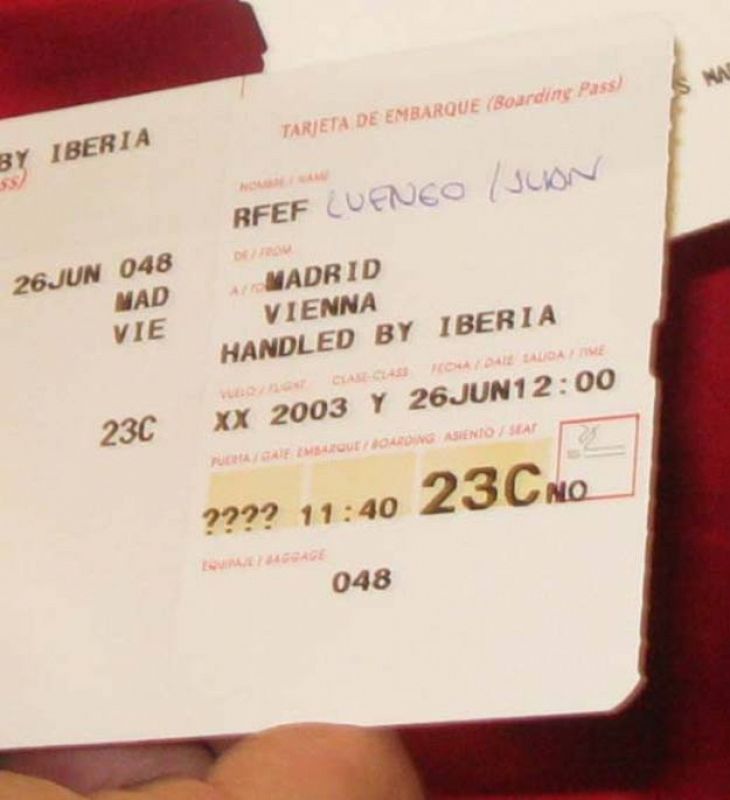 BY IBERIA
ss)
26JUN 048
MAD
VIE
23C
TARJETA DE EMBARQUE (Boarding Pass)
NOMBRE / NAME
RFEF LUENGO / JUAN
DE / FROM
MADRID
A / TO
VIENNA
HANDLED BY IBERIA
VUELO / FLIGHT CLASE-CLASS FECHA / DATE SALIDA / TIME
XX 2003 Y 26JUN12:00
PUERTA / GATE EMBARQUE / BOARDING ASIENTO / SEAT
???? 11:40 23C NO
EQUIPAJE / BAGGAGE
048